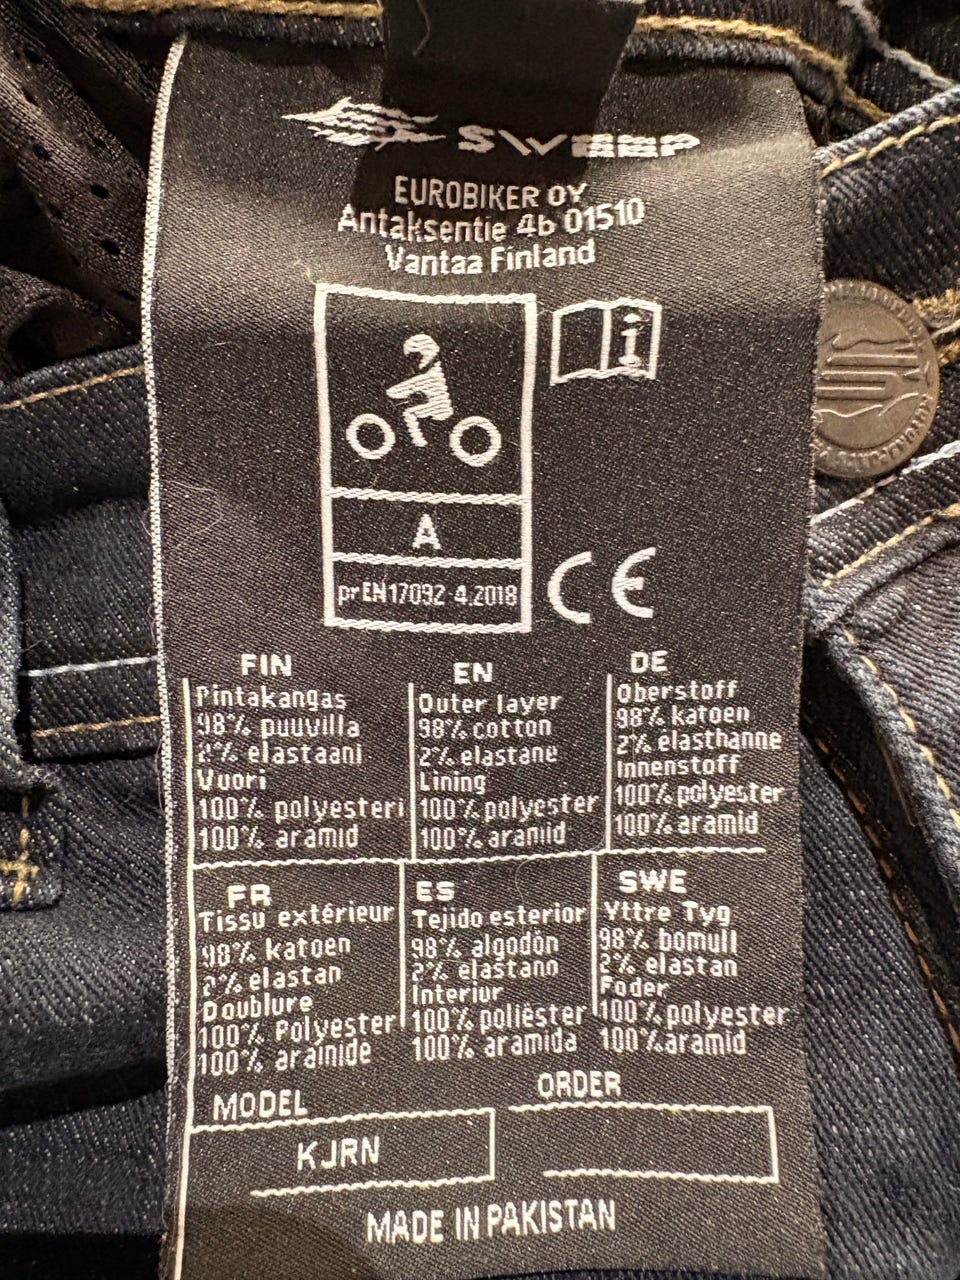 SWEEP
EUROBIKER OY
Antaksentie 4b 01510
Vantaa Finland
i
A
prEN17092-4.2018
CE
FIN
Pintakangas
98% puuvilla
2% elastaani
Vuori
100% polyesteri
100% aramid
EN
Outer layer
98% cotton
2% elastane
Lining
100% polyester
100% aramid
DE
Oberstoff
98% katoen
2% elasthanne
Innenstoff
100% polyester
100% aramid
FR
Tissu extérieur
98% katoen
2% elastan
Doublure
100% Polyester
100% aramide
ES
Tejido esterior
98% algodón
2% elastann
Interiur
100% poliéster
100% aramida
SWE
Yttre Tyg
98% bomull
2% elastan
Foder
100% polyester
100% aramid
MODEL
KJRN
ORDER
MADE IN PAKISTAN